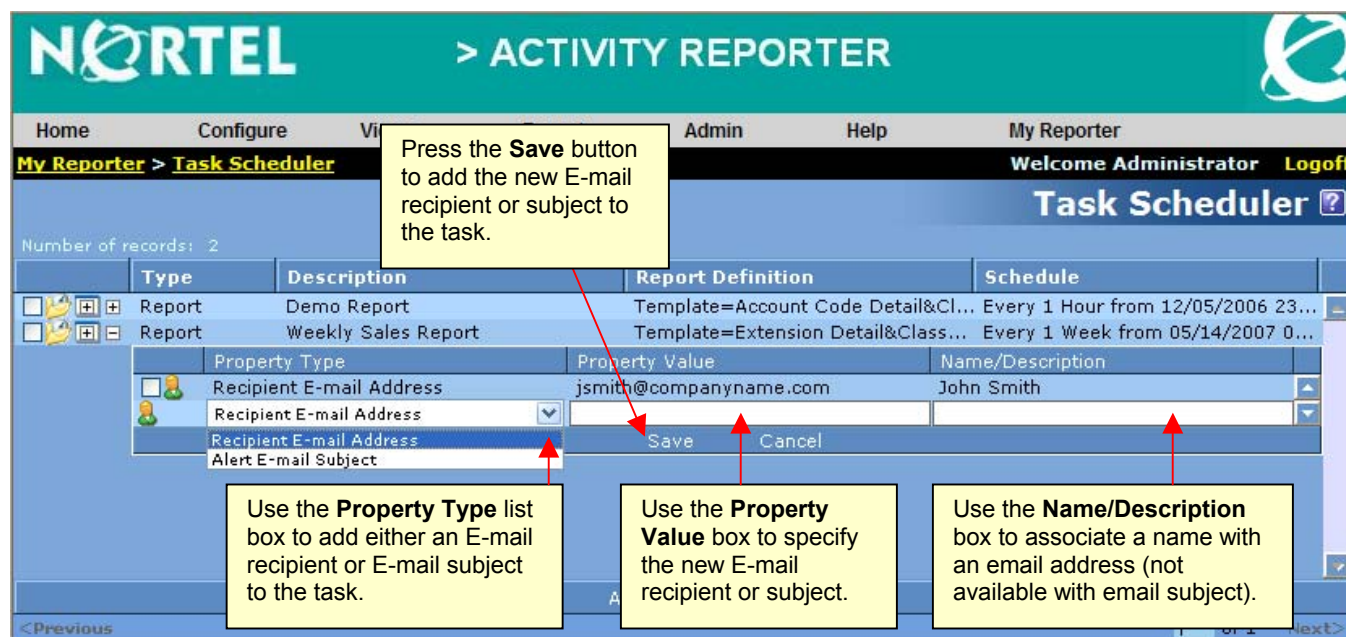 NORTEL > ACTIVITY REPORTER
Home Configure Admin Help My Reporter
My Reporter > Task Scheduler Welcome Administrator Logoff
Task Scheduler ?
Press the Save button
to add the new E-mail
recipient or subject to
the task.
Number of records: 2
Type Description Report Definition Schedule
Report Demo Report Template=Account Code Detail&Cl... Every 1 Hour from 12/05/2006 23...
Report Weekly Sales Report Template=Extension Detail&Class... Every 1 Week from 05/14/2007 0...
Property Type Property Value Name/Description
Recipient E-mail Address jsmith@companyname.com John Smith
Recipient E-mail Address
Recipient E-mail Address Save Cancel
Alert E-mail Subject
Use the Property Type list
box to add either an E-mail
recipient or E-mail subject
to the task.
Use the Property
Value box to specify
the new E-mail
recipient or subject.
Use the Name/Description
box to associate a name with
an email address (not
available with email subject).
<Previous Next>